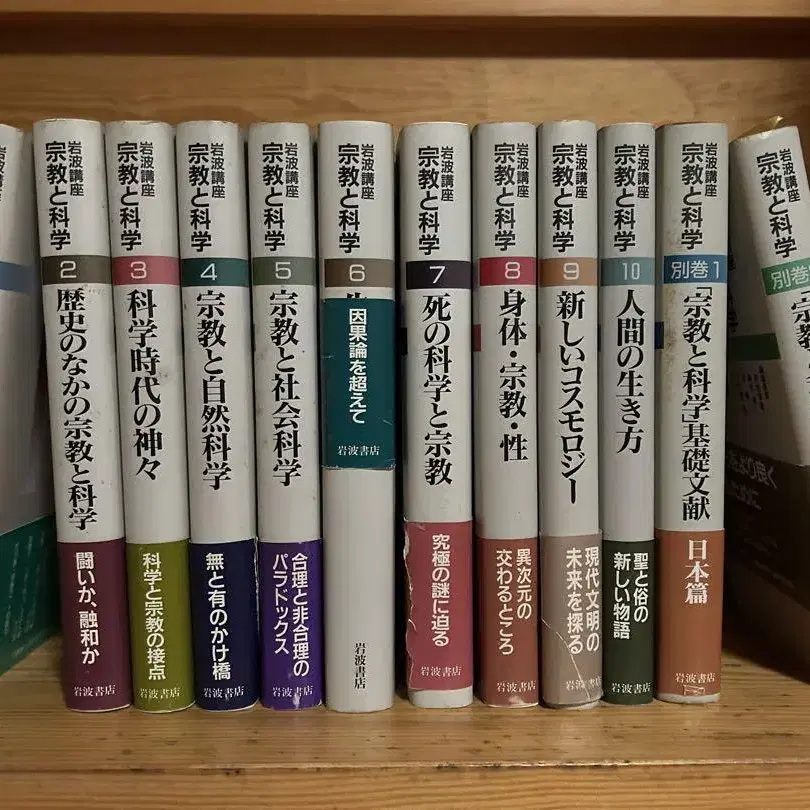 岩波講座
宗教と科学
2
歴史のなかの宗教と科学
闘いか、融和か
岩波書店
岩波講座
宗教と科学
3
科学時代の神々
科学と宗教の接点
岩波書店
岩波講座
宗教と科学
4
宗教と自然科学
無と有のかけ橋
岩波書店
岩波講座
宗教と科学
5
宗教と社会科学
合理と非合理の
パラドックス
岩波書店
岩波講座
宗教と科学
6
因果論を超えて
岩波書店
岩波書店
岩波講座
宗教と科学
7
死の科学と宗教
究極の謎に迫る
岩波書店
岩波講座
宗教と科学
8
身体・宗教・性
異次元の
交わるところ
岩波書店
岩波講座
宗教と科学
9
新しいコスモロジー
現代文明の
未来を探る
岩波書店
岩波講座
宗教と科学
10
人間の生き方
聖と俗の
新しい物語
岩波書店
岩波講座
宗教と科学
別巻1
「宗教と科学」基礎文献
日本篇
岩波書店
岩波講座
宗教と科学
別巻